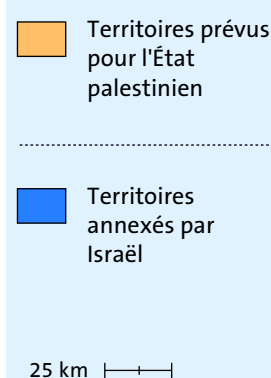 Territoires prévus
pour l'État
palestinien
Territoires
annexés par
Israël
25 km